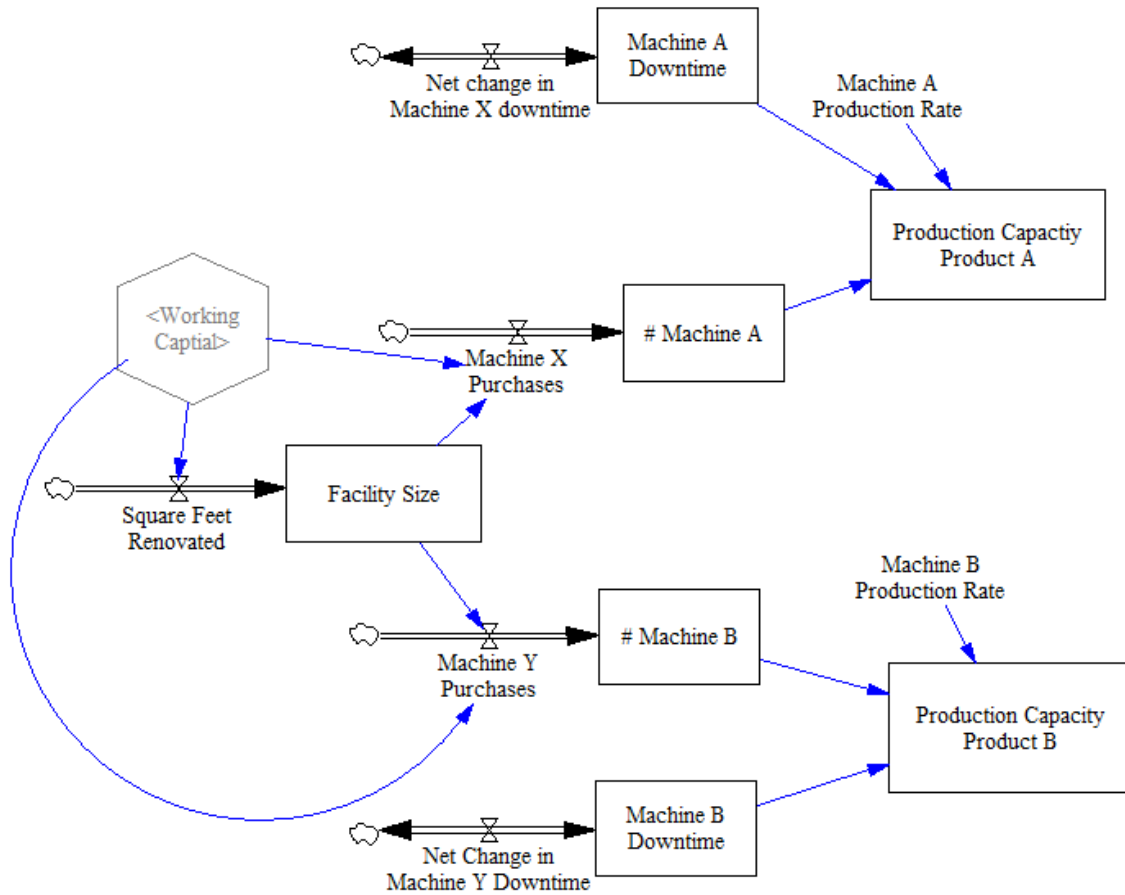 Machine A
Downtime
Net change in
Machine X downtime
Machine A
Production Rate
Production Capactiy
Product A
<Working
Captial>
# Machine A
Machine X
Purchases
Facility Size
Square Feet
Renovated
Machine B
Production Rate
# Machine B
Machine Y
Purchases
Production Capacity
Product B
Machine B
Downtime
Net Change in
Machine Y Downtime